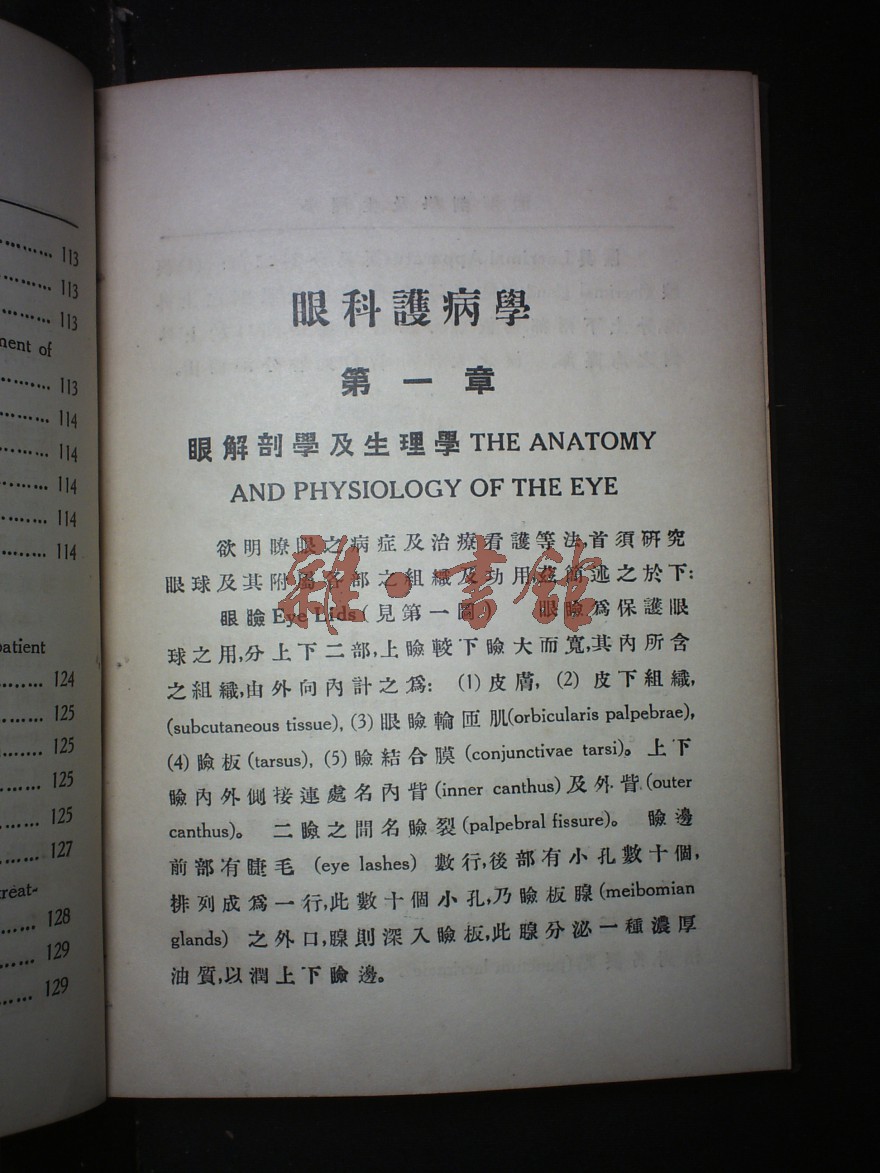 113
113
113
ment of
113
114
114
114
114
114
patient
124
125
125
125
125
127
treat-
128
129
129
眼科護病學
第一章
眼解剖學及生理學 THE ANATOMY
AND PHYSIOLOGY OF THE EYE
欲明瞭眼之病症及治療看護等法,首須研究
眼球及其附屬各部之組織及功用,茲簡述之於下:
眼瞼 Eye Lids (見第一圖) 眼瞼爲保護眼
球之用,分上下二部,上瞼較下瞼大而寬,其內所含
之組織,由外向內計之爲: (1) 皮膚, (2) 皮下組織,
(subcutaneous tissue), (3) 眼瞼輪匝肌(orbicularis palpebrae),
(4) 瞼板 (tarsus), (5) 瞼結合膜 (conjunctivae tarsi)。 上下
瞼內外側接連處名內眥 (inner canthus) 及外眥 (outer
canthus)。 二瞼之間名瞼裂 (palpebral fissure)。 瞼邊
前部有睫毛 (eye lashes) 數行,後部有小孔數十個,
排列成爲一行,此數十個小孔,乃瞼板腺 (meibomian
glands) 之外口,腺則深入瞼板,此腺分泌一種濃厚
油質,以潤上下瞼邊。
雜·書館